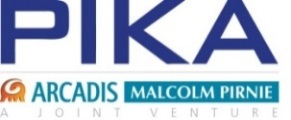 PIKA
ARCADIS MALCOLM PIRNIE
A JOINT VENTURE